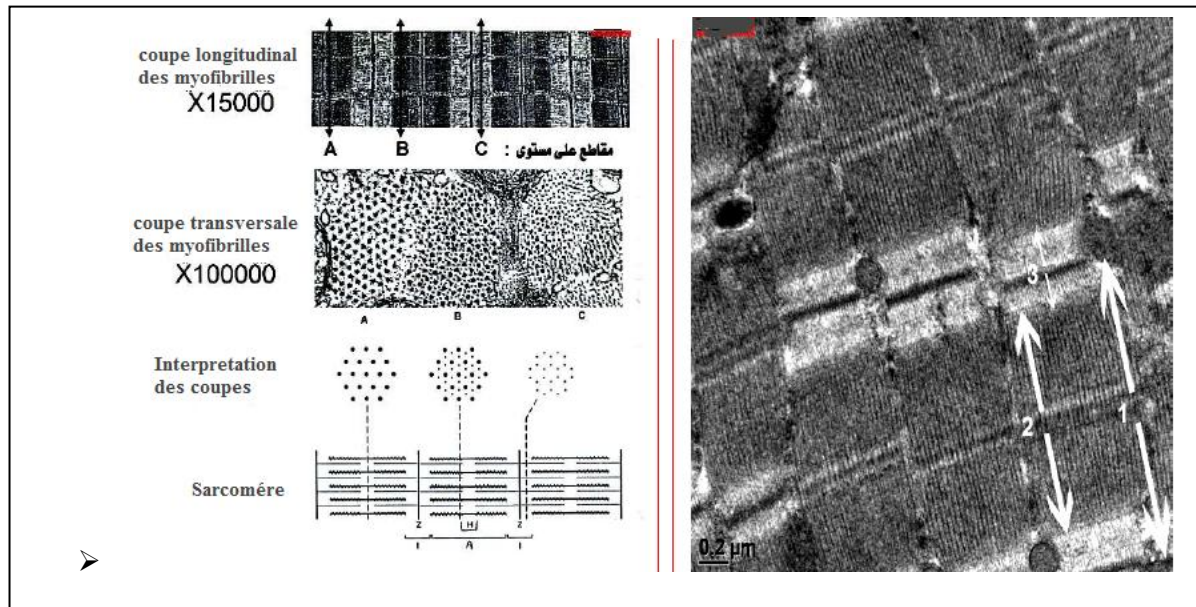 coupe longitudinal
des myofibrilles
X15000
A B C مقاطع على مستوى :
coupe transversale
des myofibrilles
X100000
A B C
Interpretation
des coupes
Sarcomére
Z H Z
I A I
3
2 1
0.2 µm